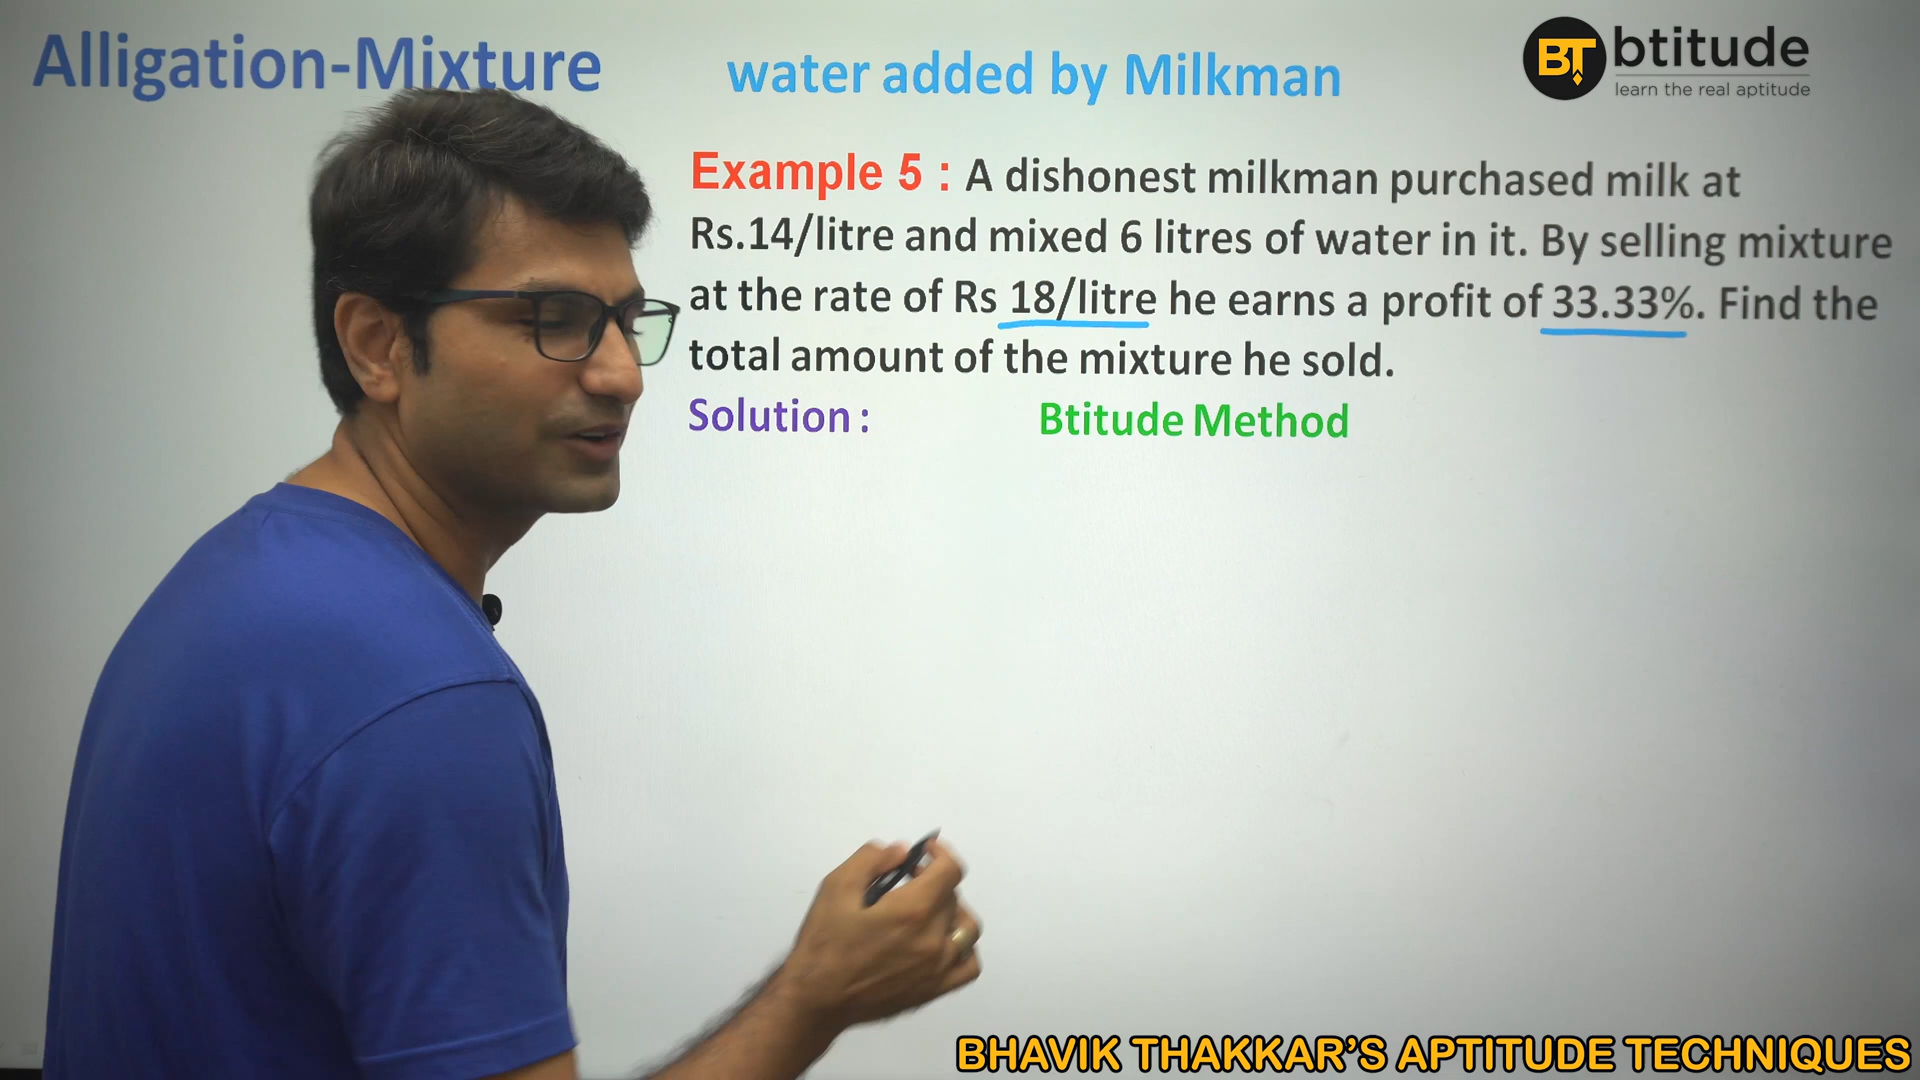 Alligation-Mixture
water added by Milkman
BT btitude
learn the real aptitude
Example 5 : A dishonest milkman purchased milk at
Rs.14/litre and mixed 6 litres of water in it. By selling mixture
at the rate of Rs 18/litre he earns a profit of 33.33%. Find the
total amount of the mixture he sold.
Solution :
Btitude Method
BHAVIK THAKKAR'S APTITUDE TECHNIQUES